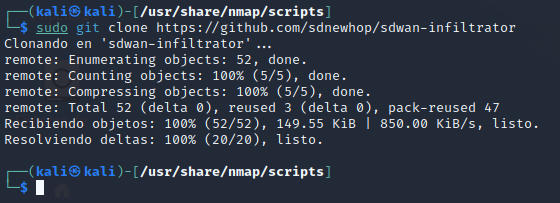 ┌──(kali㉿kali)-[/usr/share/nmap/scripts]
└─$ sudo git clone https://github.com/sdnewhop/sdwan-infiltrator
Clonando en 'sdwan-infiltrator'...
remote: Enumerating objects: 52, done.
remote: Counting objects: 100% (5/5), done.
remote: Compressing objects: 100% (5/5), done.
remote: Total 52 (delta 0), reused 3 (delta 0), pack-reused 47
Recibiendo objetos: 100% (52/52), 149.55 KiB | 850.00 KiB/s, listo.
Resolviendo deltas: 100% (20/20), listo.
┌──(kali㉿kali)-[/usr/share/nmap/scripts]
└─$